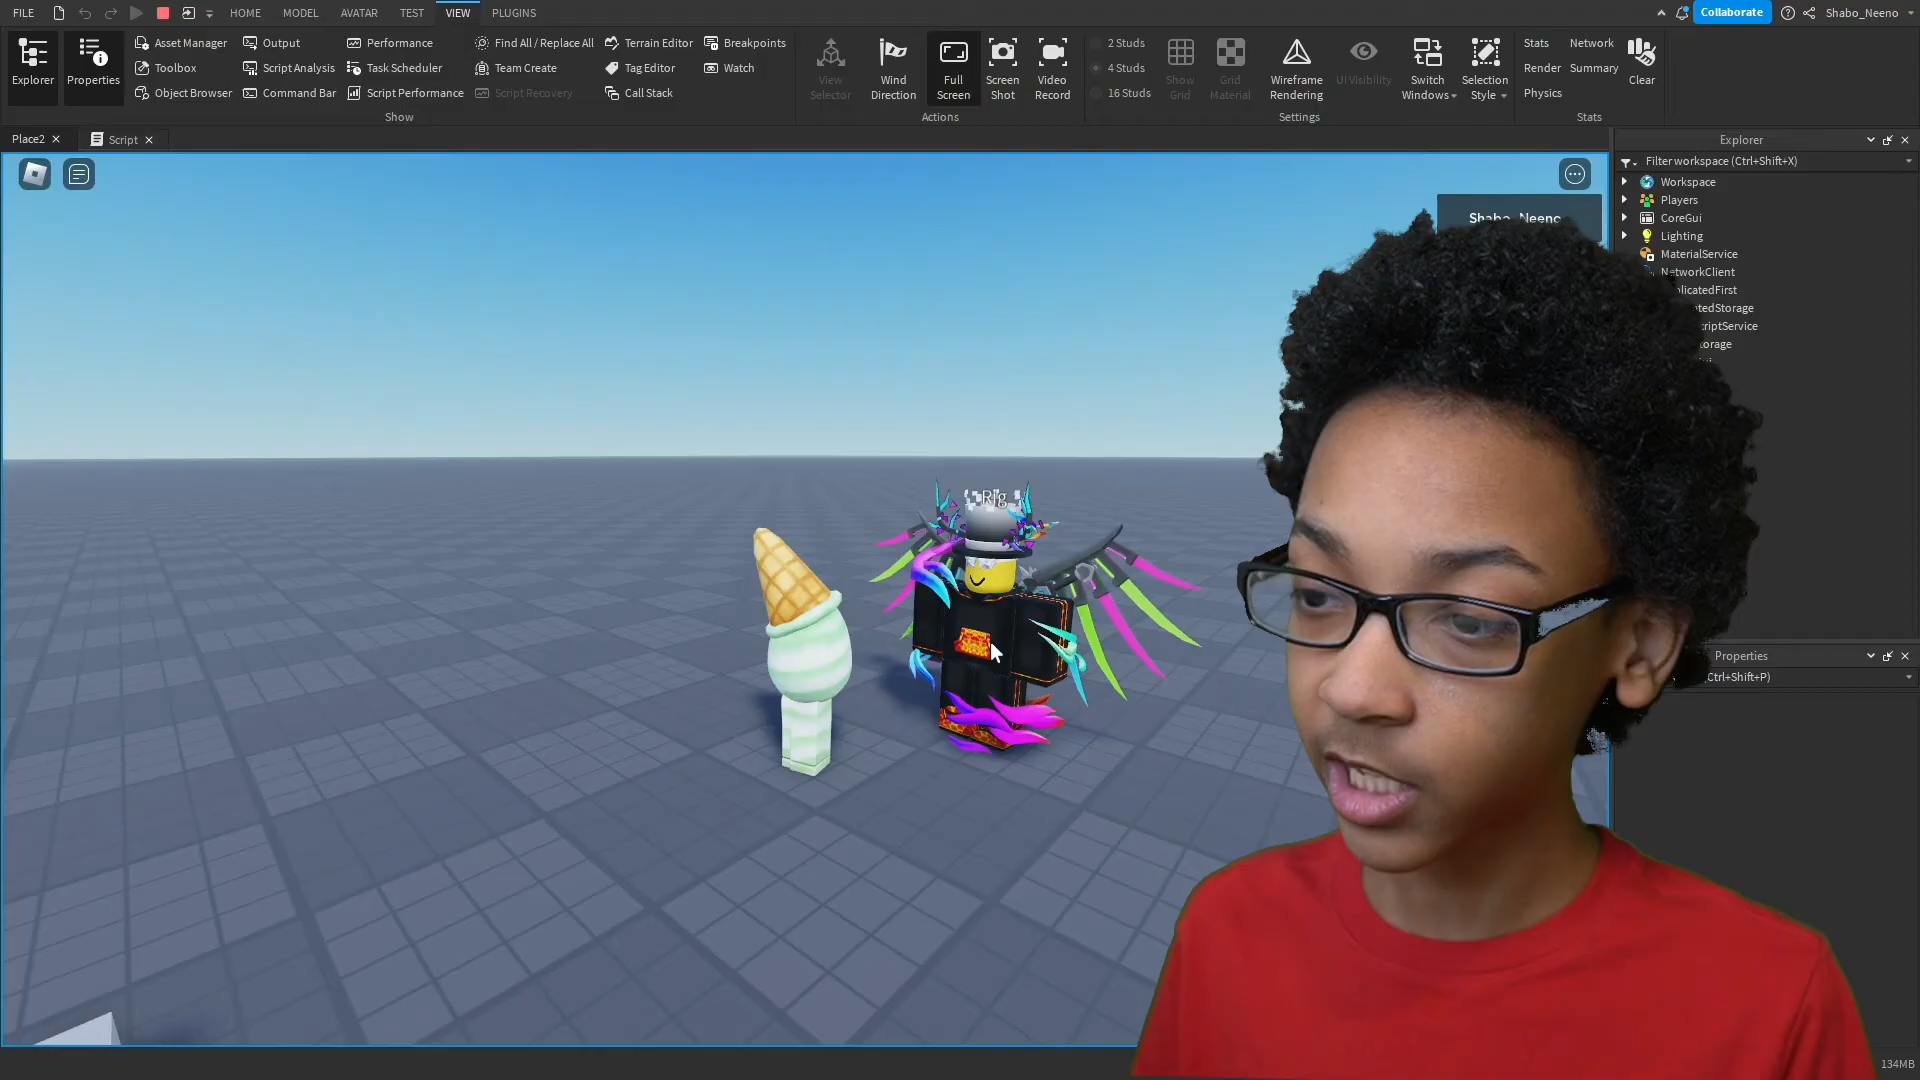 FILE HOME MODEL AVATAR TEST VIEW PLUGINS Collaborate Shabo_Neeno
Explorer
Properties
Asset Manager
Toolbox
Object Browser
Output
Script Analysis
Command Bar
Performance
Task Scheduler
Script Performance
Find All / Replace All
Team Create
Script Recovery
Terrain Editor
Tag Editor
Call Stack
Breakpoints
Watch
Show
View
Selector
Wind
Direction
Full
Screen
Screen
Shot
Video
Record
Actions
2 Studs
4 Studs
16 Studs
Show
Grid
Grid
Material
Wireframe
Rendering
UI Visibility
Switch
Windows
Selection
Style
Settings
Stats
Render
Physics
Network
Summary
Clear
Stats
Place2
Script
Shabo_Neeno
Rig
Explorer
Filter workspace (Ctrl+Shift+X)
Workspace
Players
CoreGui
Lighting
MaterialService
NetworkClient
plicatedFirst
tedStorage
riptService
torage
Properties
Ctrl+Shift+P)
134MB